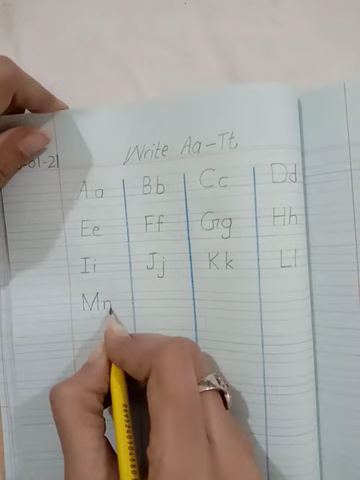 Write Aa-Tt
Aa Bb Cc Dd
Ee Ff Gg Hh
Ii Jj Kk Ll
Mn